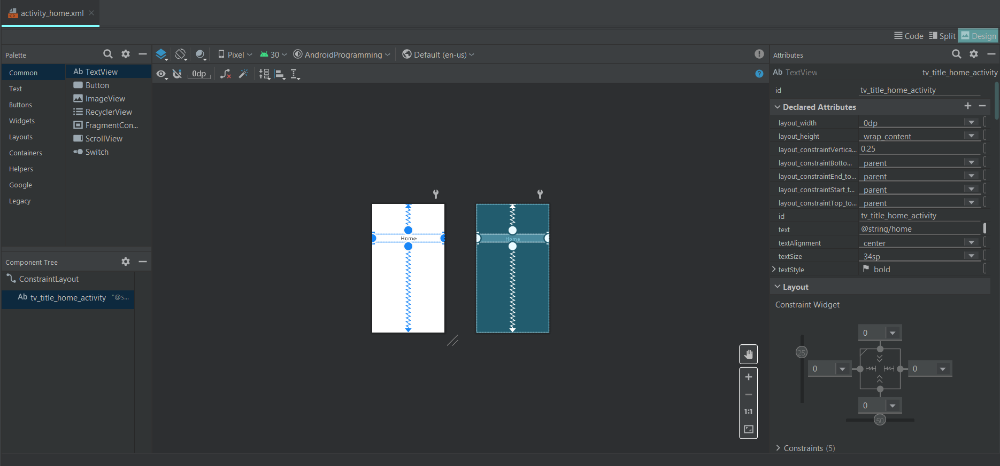 activity_home.xml
Code Split Design
Palette
Common
Text
Buttons
Widgets
Layouts
Containers
Helpers
Google
Legacy
Ab TextView
Button
ImageView
RecyclerView
FragmentCon...
ScrollView
Switch
Component Tree
ConstraintLayout
Ab tv_title_home_activity "@s...
Pixel 30 AndroidProgramming Default (en-us)
0dp
Home
Home
1:1
Attributes
Ab TextView tv_title_home_activity
id tv_title_home_activity
Declared Attributes
layout_width 0dp
layout_height wrap_content
layout_constraintVertica... 0.25
layout_constraintBotto... parent
layout_constraintEnd_to... parent
layout_constraintStart_t... parent
layout_constraintTop_to... parent
id tv_title_home_activity
text @string/home
textAlignment center
textSize 34sp
textStyle bold
Layout
Constraint Widget
0
25
0 0
0
50
Constraints (5)